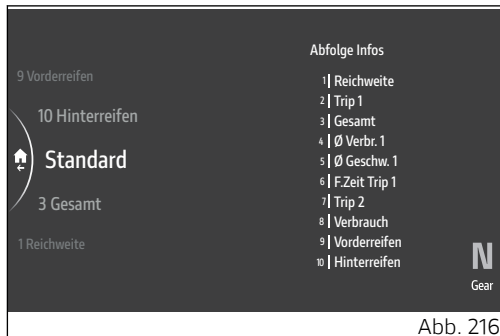 9 Vorderreifen
10 Hinterreifen
Standard
3 Gesamt
1 Reichweite
Abfolge Infos
1 Reichweite
2 Trip 1
3 Gesamt
4 Ø Verbr. 1
5 Ø Geschw. 1
6 F.Zeit Trip 1
7 Trip 2
8 Verbrauch
9 Vorderreifen
10 Hinterreifen
N
Gear
Abb. 216